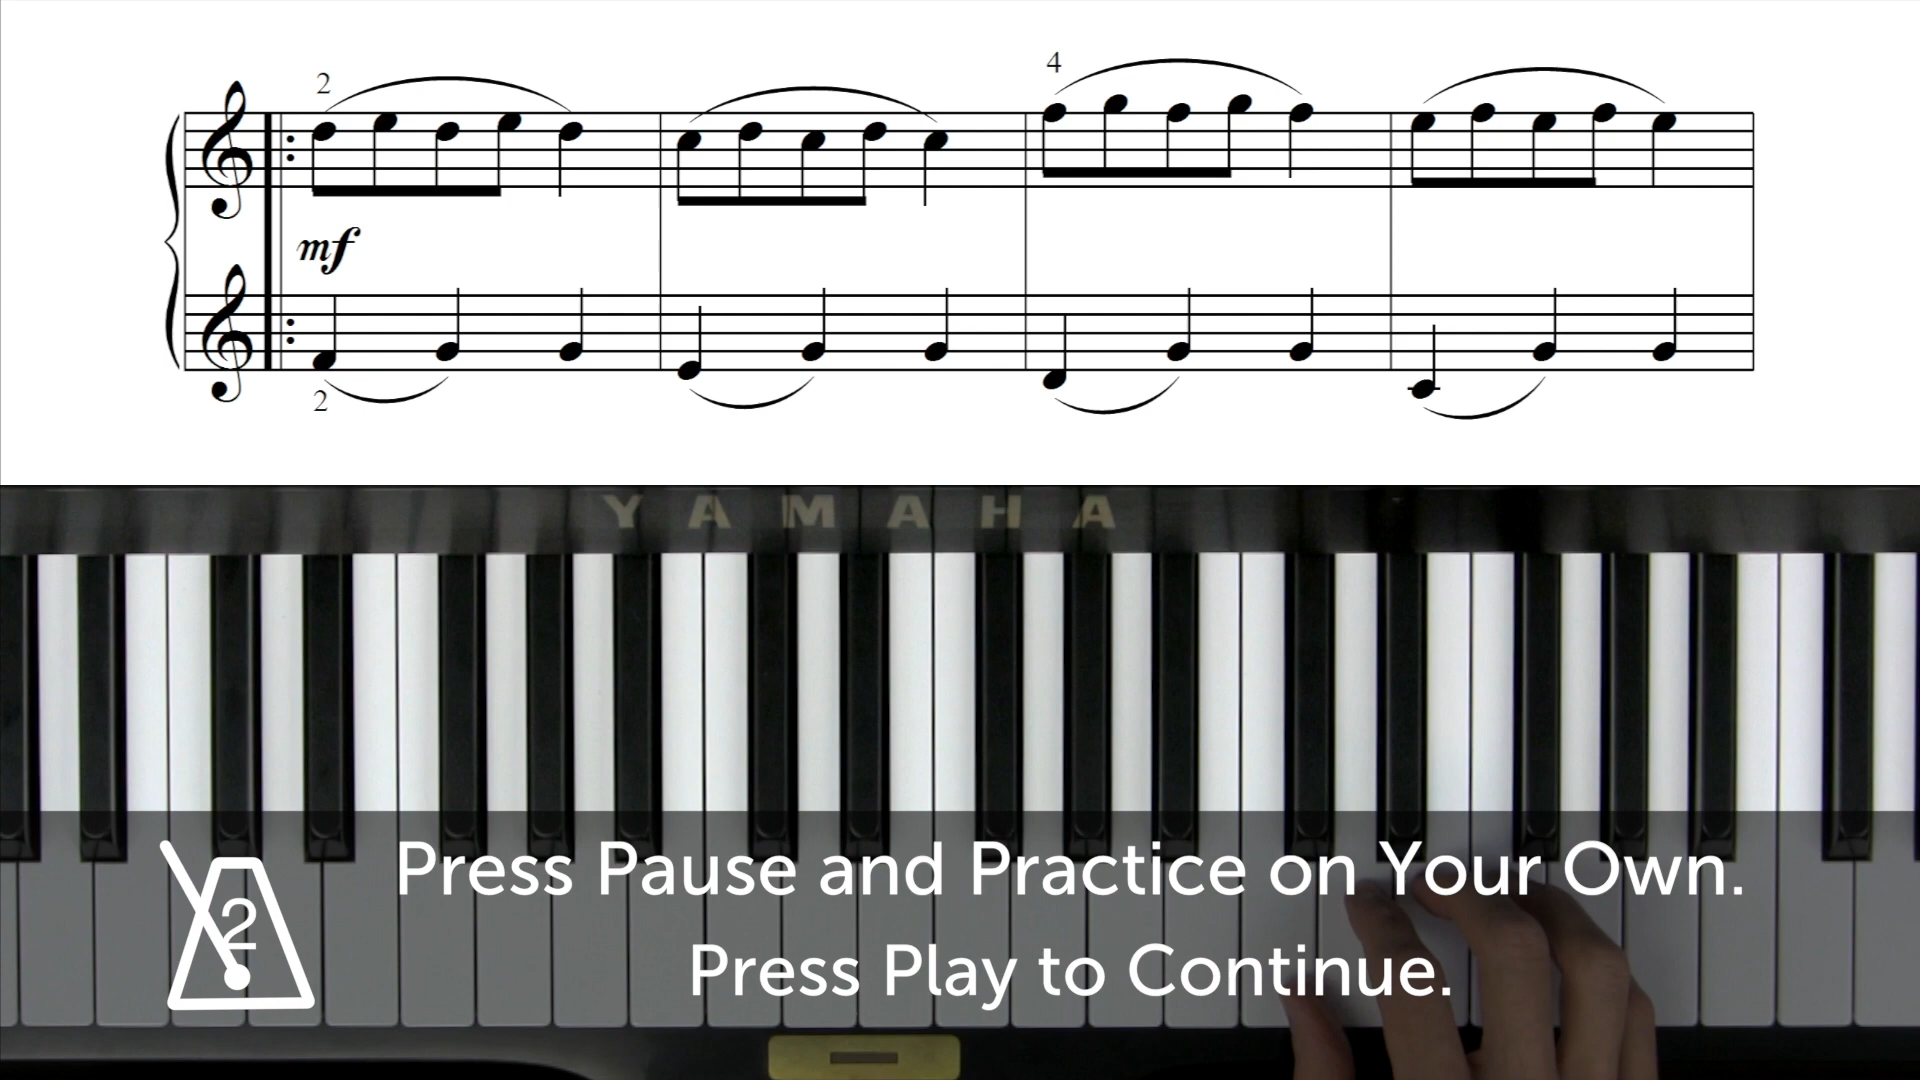 2
4
mf
2
YAMAHA
2
Press Pause and Practice on Your Own.
Press Play to Continue.